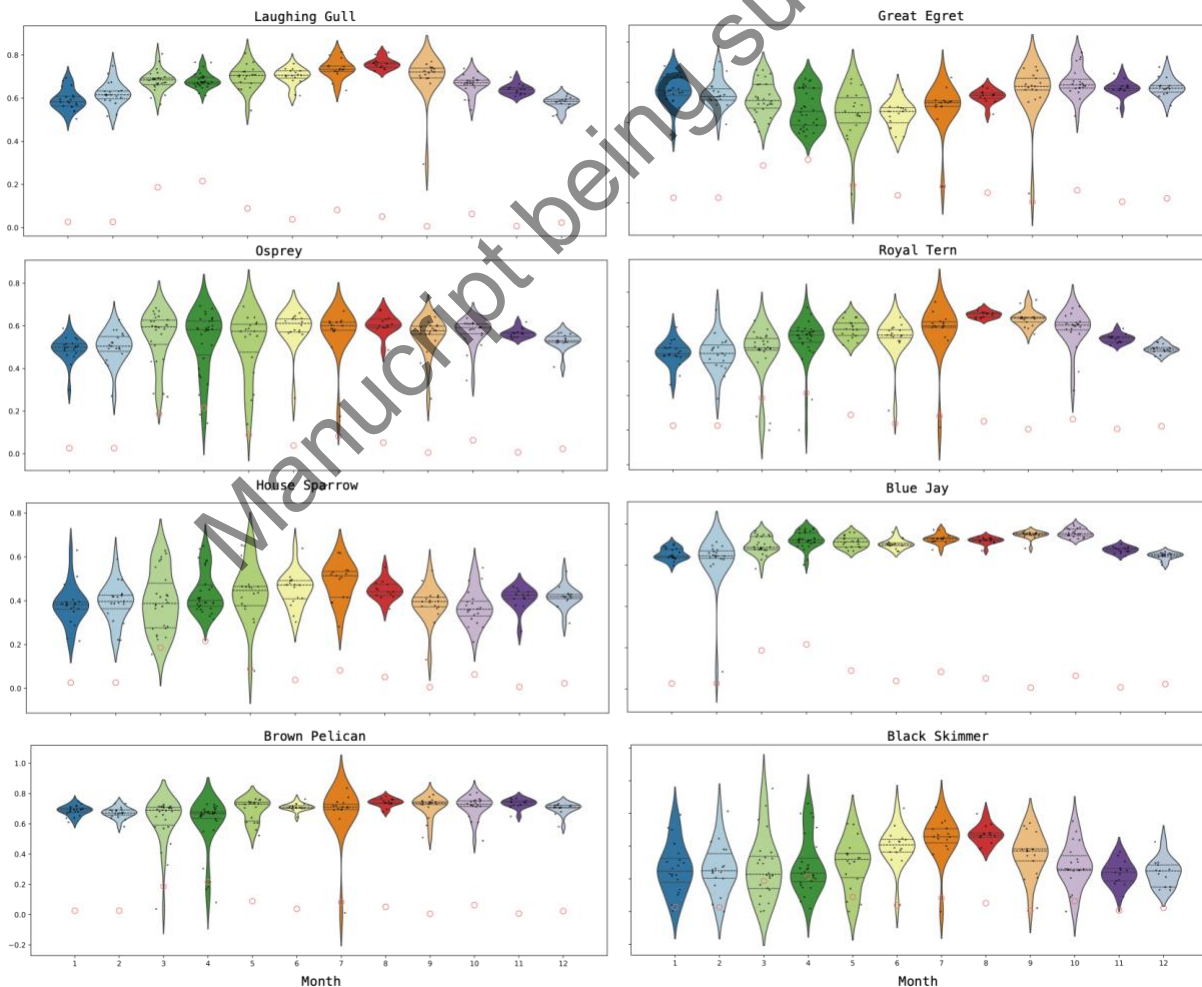 Laughing Gull
Great Egret
0.8
0.6
0.4
0.2
0.0
Osprey
Royal Tern
0.8
0.6
0.4
0.2
0.0
House Sparrow
Blue Jay
0.8
0.6
0.4
0.2
0.0
Brown Pelican
Black Skimmer
1.0
0.8
0.6
0.4
0.2
0.0
−0.2
1 2 3 4 5 6 7 8 9 10 11 12
1 2 3 4 5 6 7 8 9 10 11 12
Month
Month
Manucript being su